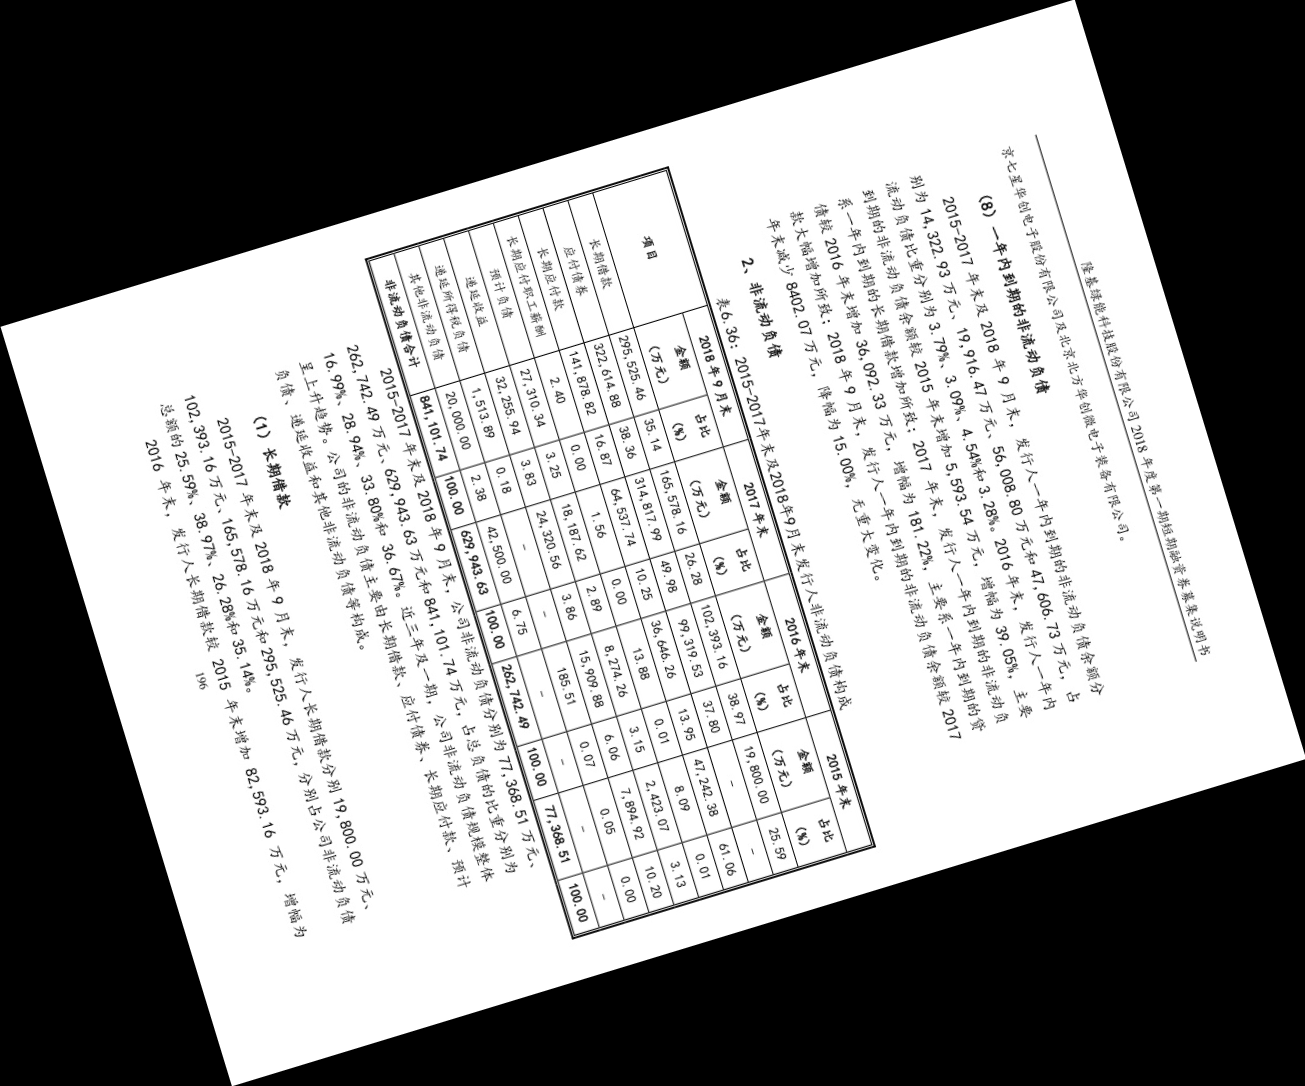 隆基绿能科技股份有限公司 2018 年度第一期短期融资券募集说明书
京七星华创电子股份有限公司及北京北方华创微电子装备有限公司。
(8) 一年内到期的非流动负债
2015-2017 年末及 2018 年 9 月末，发行人一年内到期的非流动负债余额分
别为 14,322.93 万元、19,916.47 万元、56,008.80 万元和 47,606.73 万元，占
流动负债比重分别为 3.79%、3.09%、4.54%和 3.28%。2016 年末，发行人一年内
到期的非流动负债余额较 2015 年末增加 5,593.54 万元，增幅为 39.05%，主要
系一年内到期的长期借款增加所致；2017 年末，发行人一年内到期的非流动负
债较 2016 年末增加 36,092.33 万元，增幅为 181.22%，主要系一年内到期的贷
款大幅增加所致；2018 年 9 月末，发行人一年内到期的非流动负债余额较 2017
年末减少 8402.07 万元，降幅为 15.00%，无重大变化。
2、非流动负债
表6.36：2015-2017年末及2018年9月末发行人非流动负债构成
项目 2018 年 9 月末 2017 年末 2016 年末 2015 年末
金额（万元） 占比（%） 金额（万元） 占比（%） 金额（万元） 占比（%） 金额（万元） 占比（%）
长期借款 295,525.46 35.14 165,578.16 26.28 102,393.16 38.97 19,800.00 25.59
应付债券 322,614.88 38.36 314,817.99 49.98 99,319.53 37.80 - -
长期应付款 141,878.82 16.87 64,537.74 10.25 36,646.26 13.95 47,242.38 61.06
长期应付职工薪酬 2.40 0.00 1.56 0.00 13.88 0.01 8.09 0.01
预计负债 27,310.34 3.25 18,187.62 2.89 8,274.26 3.15 2,423.07 3.13
递延收益 32,255.94 3.83 24,320.56 3.86 15,909.88 6.06 7,894.92 10.20
递延所得税负债 1,513.89 0.18 - - 185.51 0.07 0.05 0.00
其他非流动负债 20,000.00 2.38 42,500.00 6.75 - - - -
非流动负债合计 841,101.74 100.00 629,943.63 100.00 262,742.49 100.00 77,368.51 100.00
2015-2017 年末及 2018 年 9 月末，公司非流动负债分别为 77,368.51 万元、
262,742.49 万元、629,943.63 万元和 841,101.74 万元，占总负债的比重分别为
16.99%、28.94%、33.80%和 36.67%。近三年及一期，公司非流动负债规模整体
呈上升趋势。公司的非流动负债主要由长期借款、应付债券、长期应付款、预计
负债、递延收益和其他非流动负债等构成。
(1) 长期借款
2015-2017 年末及 2018 年 9 月末，发行人长期借款分别 19,800.00 万元、
102,393.16 万元、165,578.16 万元和 295,525.46 万元，分别占公司非流动负债
总额的 25.59%、38.97%、26.28%和 35.14%。
2016 年末，发行人长期借款较 2015 年末增加 82,593.16 万元，增幅为
196